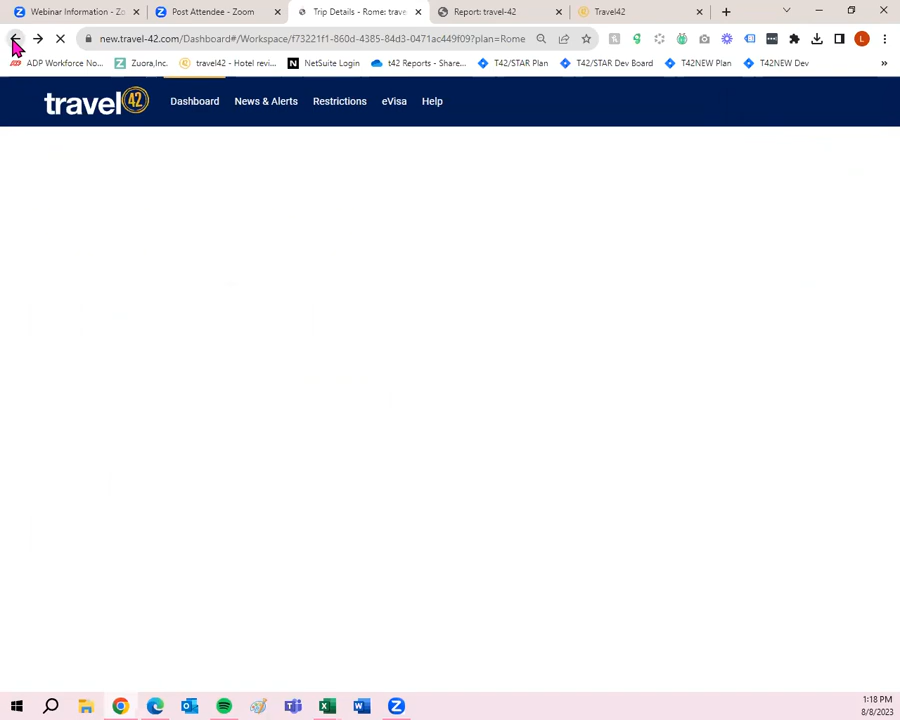 Webinar Information - Zo
Post Attendee - Zoom
Trip Details - Rome: trave
Report: travel-42
Travel42
new.travel-42.com/Dashboard#/Workspace/f73221f1-860d-4385-84d3-0471ac449f09?plan=Rome
L
ADP Workforce No...
Zuora,Inc.
travel42 - Hotel revi...
NetSuite Login
t42 Reports - Share...
T42/STAR Plan
T42/STAR Dev Board
T42NEW Plan
T42NEW Dev
travel 42
Dashboard
News & Alerts
Restrictions
eVisa
Help
1:18 PM
8/8/2023